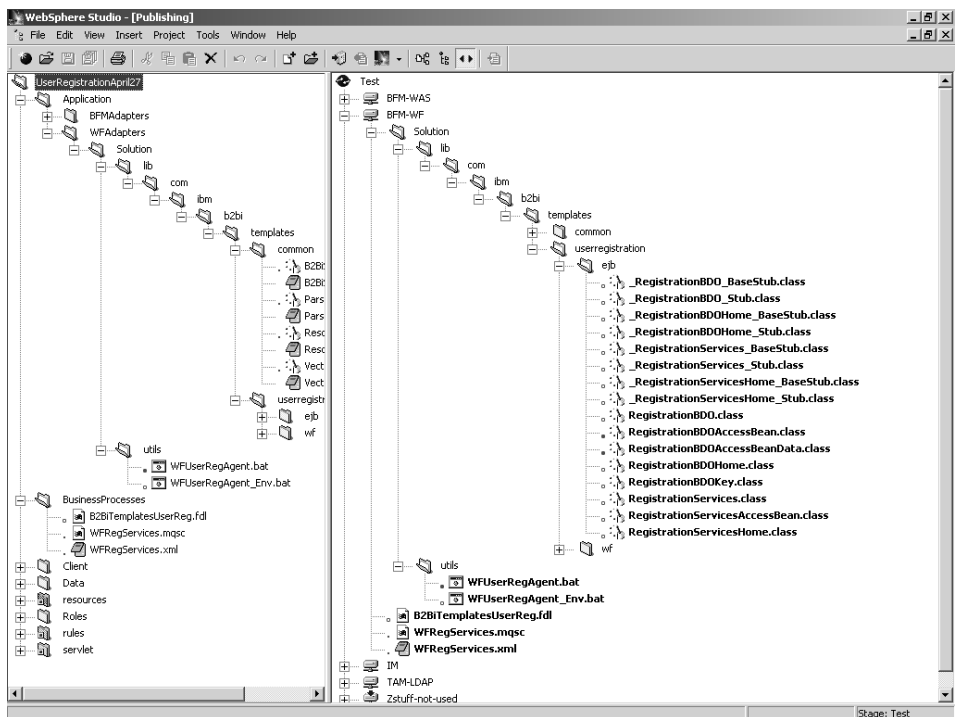 WebSphere Studio - [Publishing]
File Edit View Insert Project Tools Window Help
UserRegistrationApril27
Application
BFMAdapters
WFAdapters
Solution
lib
com
ibm
b2bi
templates
common
B2Bi
B2Bi
Pars
Pars
Resc
Resc
Vect
Vect
userregistr
ejb
wf
utils
WFUserRegAgent.bat
WFUserRegAgent_Env.bat
BusinessProcesses
B2BiTemplatesUserReg.fdl
WFRegServices.mqsc
WFRegServices.xml
Client
Data
resources
Roles
rules
servlet
Test
BFM-WAS
BFM-WF
Solution
lib
com
ibm
b2bi
templates
common
userregistration
ejb
_RegistrationBDO_BaseStub.class
_RegistrationBDO_Stub.class
_RegistrationBDOHome_BaseStub.class
_RegistrationBDOHome_Stub.class
_RegistrationServices_BaseStub.class
_RegistrationServices_Stub.class
_RegistrationServicesHome_BaseStub.class
_RegistrationServicesHome_Stub.class
RegistrationBDO.class
RegistrationBDOAccessBean.class
RegistrationBDOAccessBeanData.class
RegistrationBDOHome.class
RegistrationBDOKey.class
RegistrationServices.class
RegistrationServicesAccessBean.class
RegistrationServicesHome.class
wf
utils
WFUserRegAgent.bat
WFUserRegAgent_Env.bat
B2BiTemplatesUserReg.fdl
WFRegServices.mqsc
WFRegServices.xml
IM
TAM-LDAP
Zstuff-not-used
Stage: Test